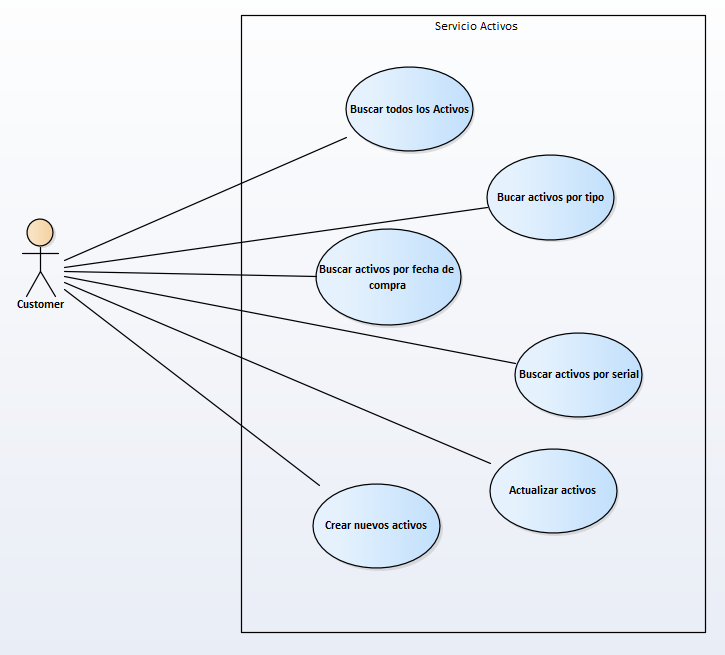 Servicio Activos
Buscar todos los Activos
Bucar activos por tipo
Buscar activos por fecha de
compra
Customer
Buscar activos por serial
Actualizar activos
Crear nuevos activos